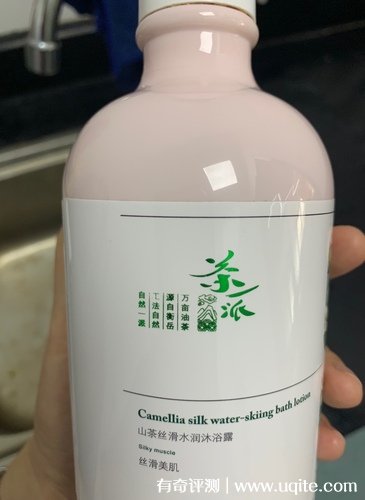 茶派
万亩油茶
源自衡岳
工法自然
自然一派
Camellia silk water-skiing bath lotion
山茶丝滑水润沐浴露
Silky muscle
丝滑美肌
有奇评测 | www.uqite.com